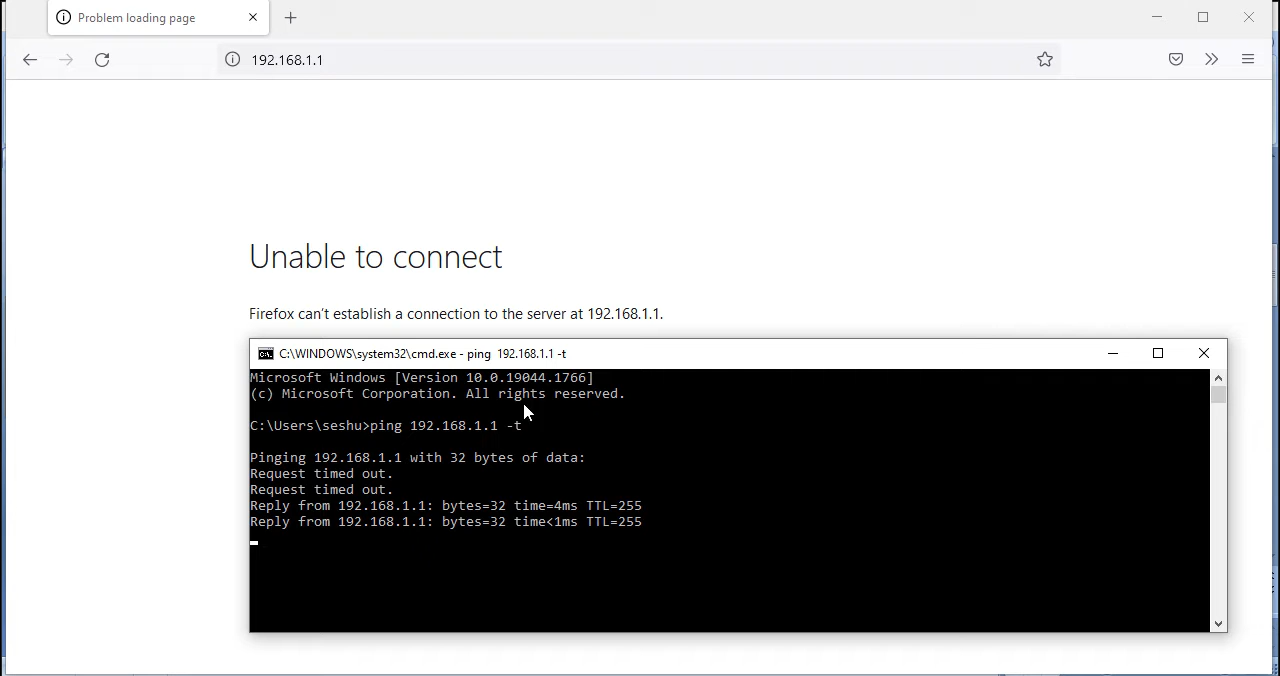 Problem loading page
192.168.1.1
Unable to connect
Firefox can't establish a connection to the server at 192.168.1.1.
C:\WINDOWS\system32\cmd.exe - ping  192.168.1.1 -t
Microsoft Windows [Version 10.0.19044.1766]
(c) Microsoft Corporation. All rights reserved.
C:\Users\seshu>ping 192.168.1.1 -t
Pinging 192.168.1.1 with 32 bytes of data:
Request timed out.
Request timed out.
Reply from 192.168.1.1: bytes=32 time=4ms TTL=255
Reply from 192.168.1.1: bytes=32 time<1ms TTL=255